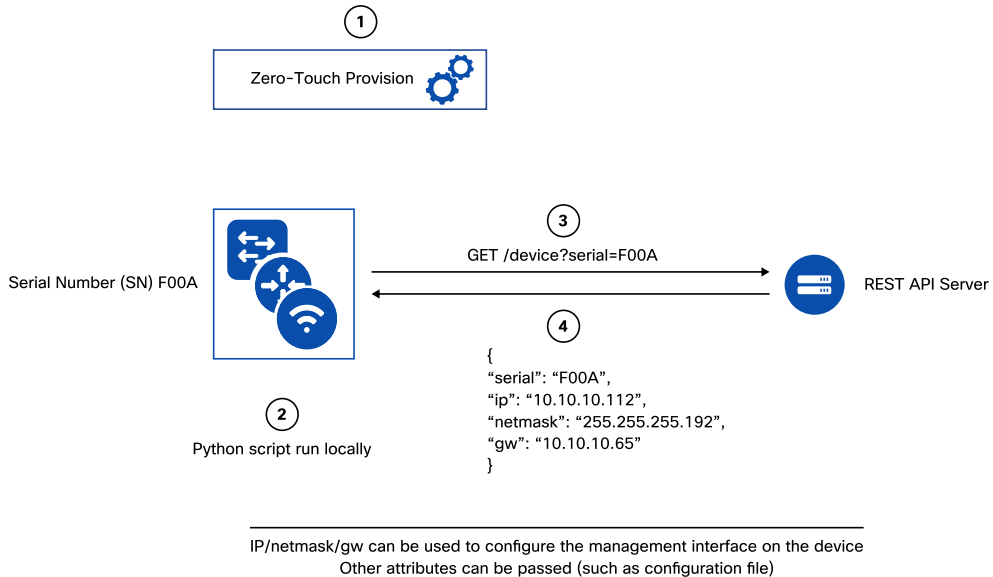 1
Zero-Touch Provision
3
GET /device?serial=F00A
Serial Number (SN) F00A
REST API Server
4
{
“serial”: “F00A”,
“ip”: “10.10.10.112”,
“netmask”: “255.255.255.192”,
“gw”: “10.10.10.65”
}
2
Python script run locally
IP/netmask/gw can be used to configure the management interface on the device
Other attributes can be passed (such as configuration file)